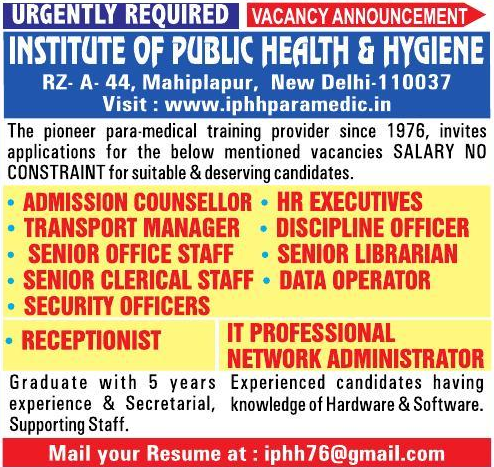 URGENTLY REQUIRED VACANCY ANNOUNCEMENT
INSTITUTE OF PUBLIC HEALTH & HYGIENE
RZ- A- 44, Mahiplapur, New Delhi-110037
Visit : www.iphhparamedic.in
The pioneer para-medical training provider since 1976, invites
applications for the below mentioned vacancies SALARY NO
CONSTRAINT for suitable & deserving candidates.
• ADMISSION COUNSELLOR • HR EXECUTIVES
• TRANSPORT MANAGER • DISCIPLINE OFFICER
• SENIOR OFFICE STAFF • SENIOR LIBRARIAN
• SENIOR CLERICAL STAFF • DATA OPERATOR
• SECURITY OFFICERS
• RECEPTIONIST
Graduate with 5 years
experience & Secretarial,
Supporting Staff.
IT PROFESSIONAL
NETWORK ADMINISTRATOR
Experienced candidates having
knowledge of Hardware & Software.
Mail your Resume at : iphh76@gmail.com